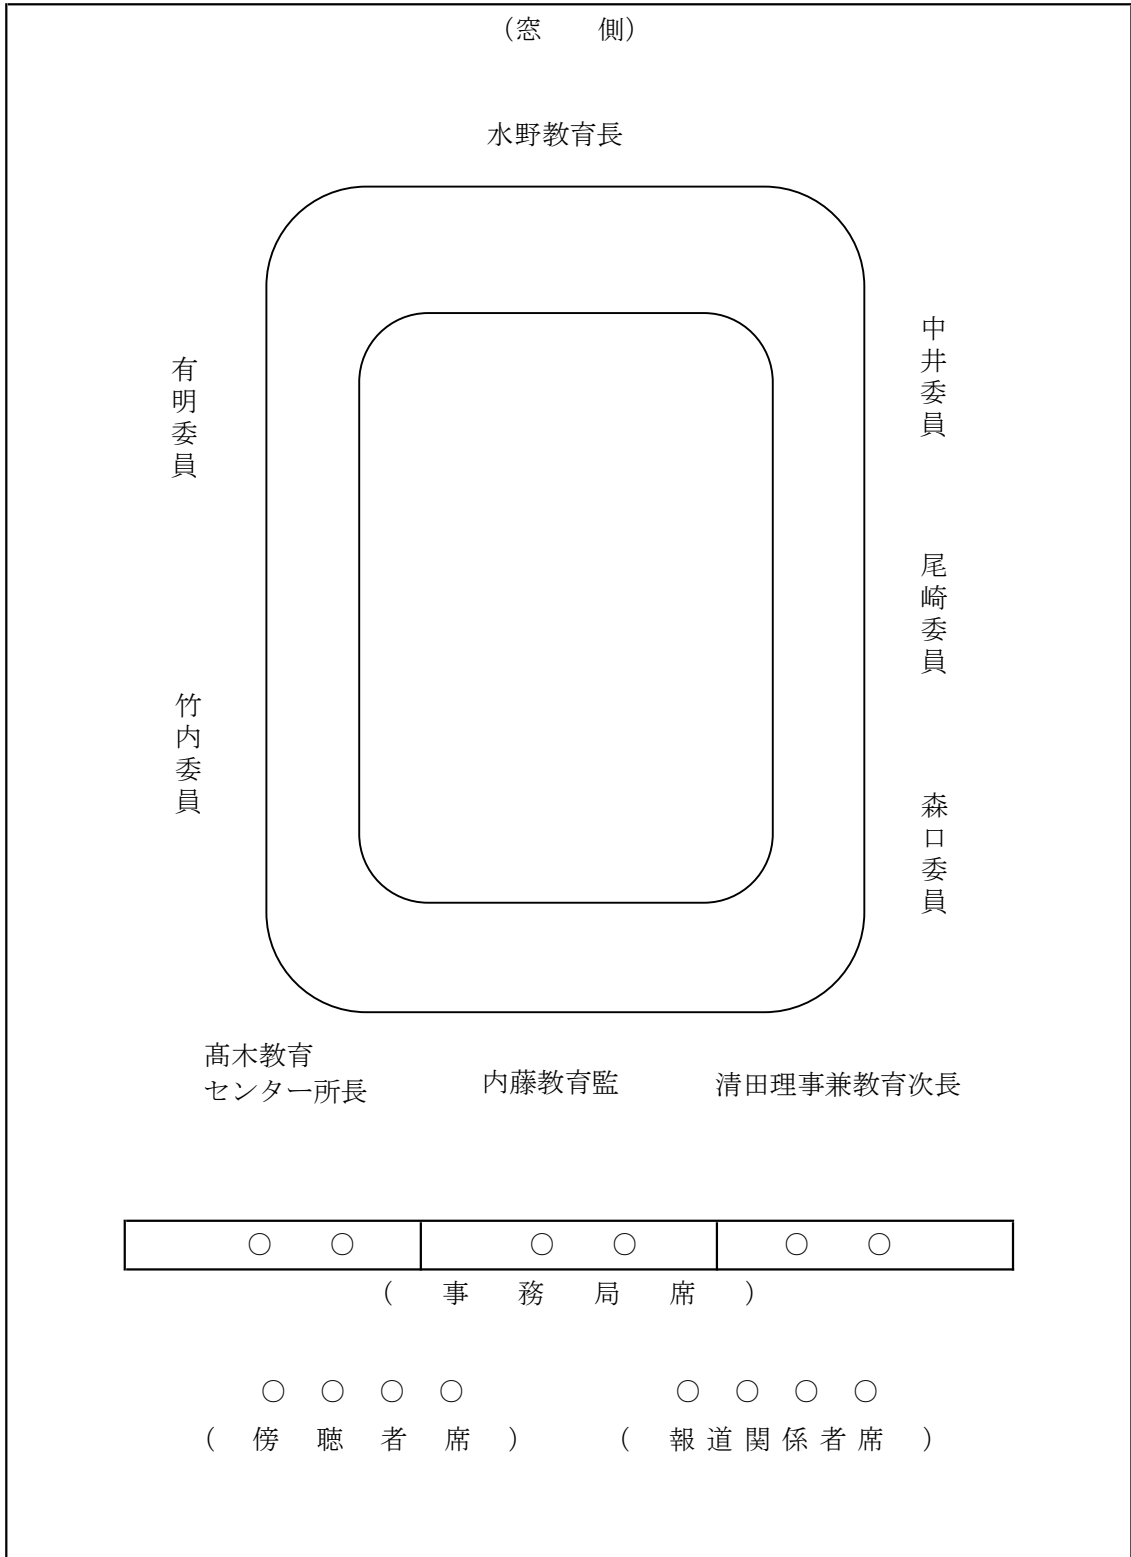 （窓　　側）
水野教育長
有明委員
中井委員
尾崎委員
竹内委員
森口委員
髙木教育
センター所長
内藤教育監
清田理事兼教育次長
○　○　○　○　○　○
（　事　務　局　席　）
○　○　○　○　○　○　○　○
（　傍　聴　者　席　）　（　報道関係者席　）